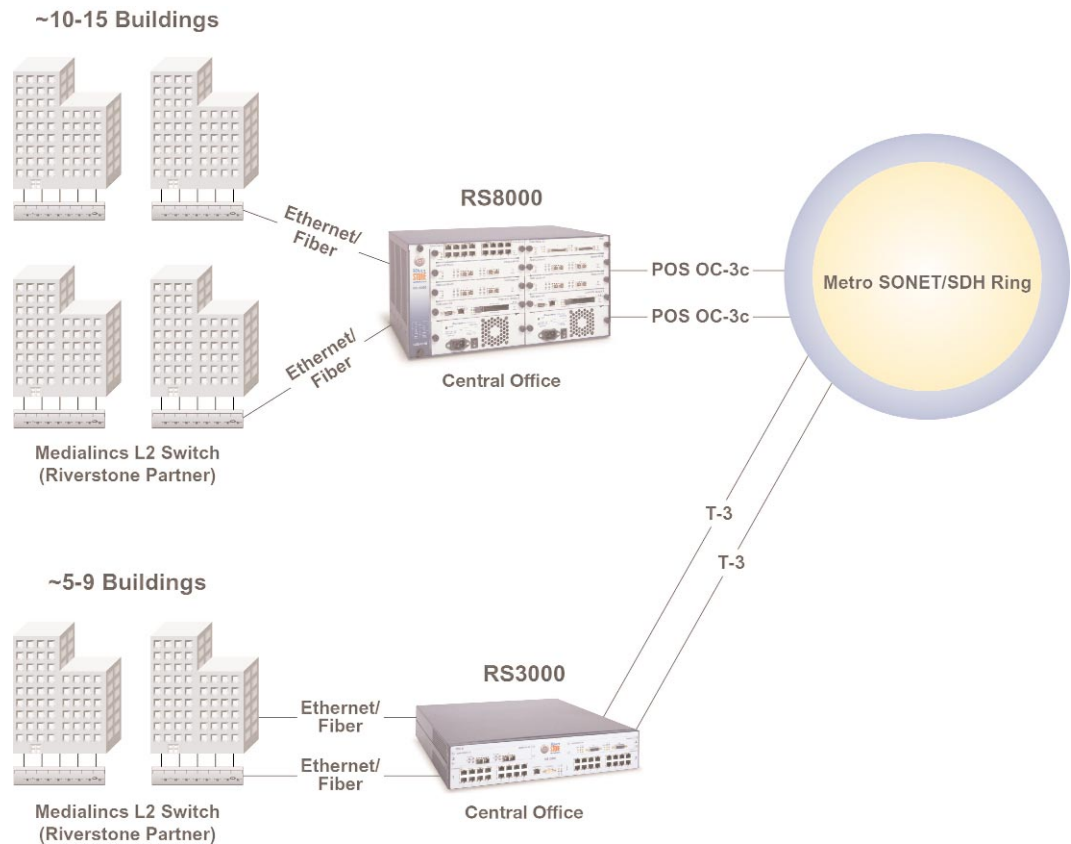 ~10-15 Buildings
RS8000
Ethernet/
Fiber
POS OC-3c
Metro SONET/SDH Ring
POS OC-3c
Ethernet/
Fiber
Central Office
Medialincs L2 Switch
(Riverstone Partner)
T-3
T-3
~5-9 Buildings
RS3000
Ethernet/
Fiber
Ethernet/
Fiber
Central Office
Medialincs L2 Switch
(Riverstone Partner)